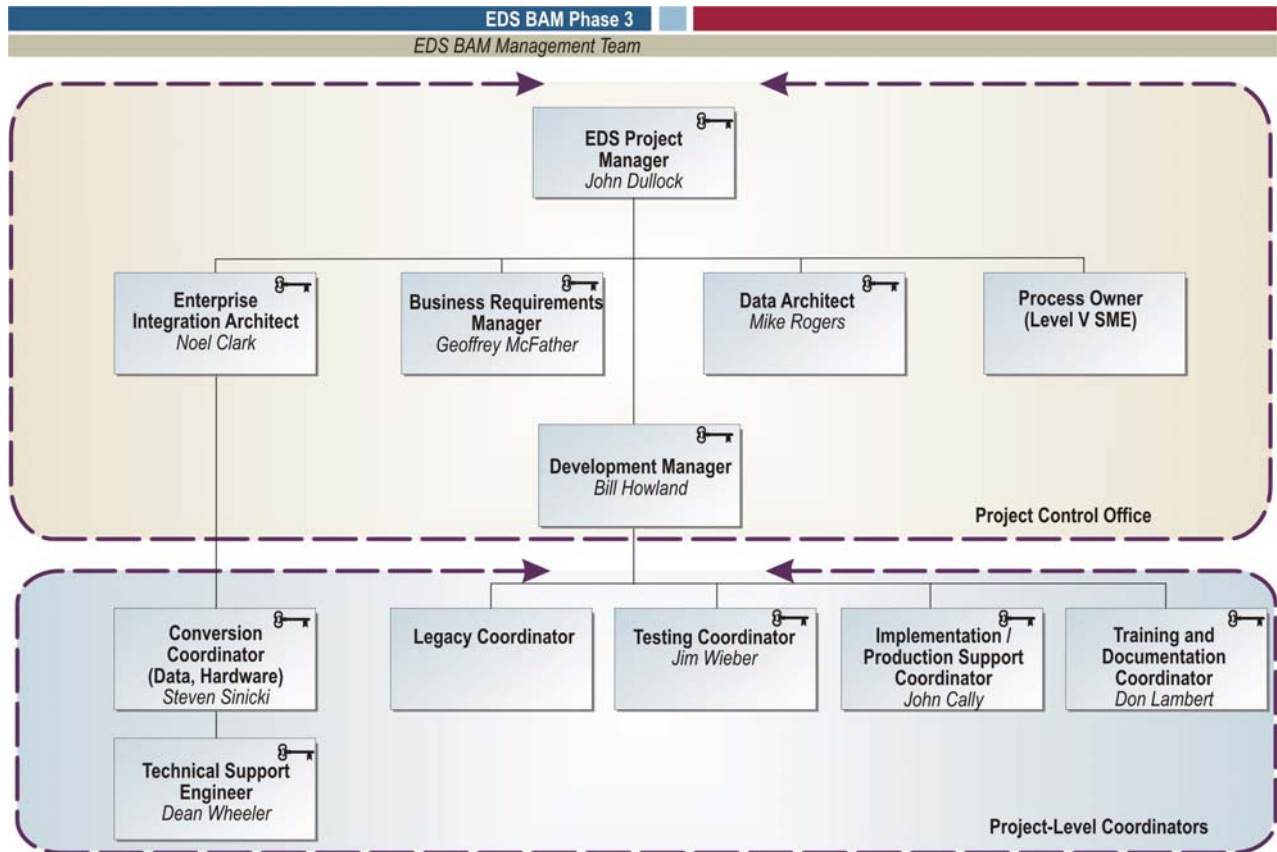 EDS BAM Phase 3
EDS BAM Management Team
EDS Project
Manager
John Dullock
Enterprise
Integration Architect
Noel Clark
Business Requirements
Manager
Geoffrey McFather
Data Architect
Mike Rogers
Process Owner
(Level V SME)
Development Manager
Bill Howland
Project Control Office
Conversion
Coordinator
(Data, Hardware)
Steven Sinicki
Legacy Coordinator
Testing Coordinator
Jim Wieber
Implementation /
Production Support
Coordinator
John Cally
Training and
Documentation
Coordinator
Don Lambert
Technical Support
Engineer
Dean Wheeler
Project-Level Coordinators